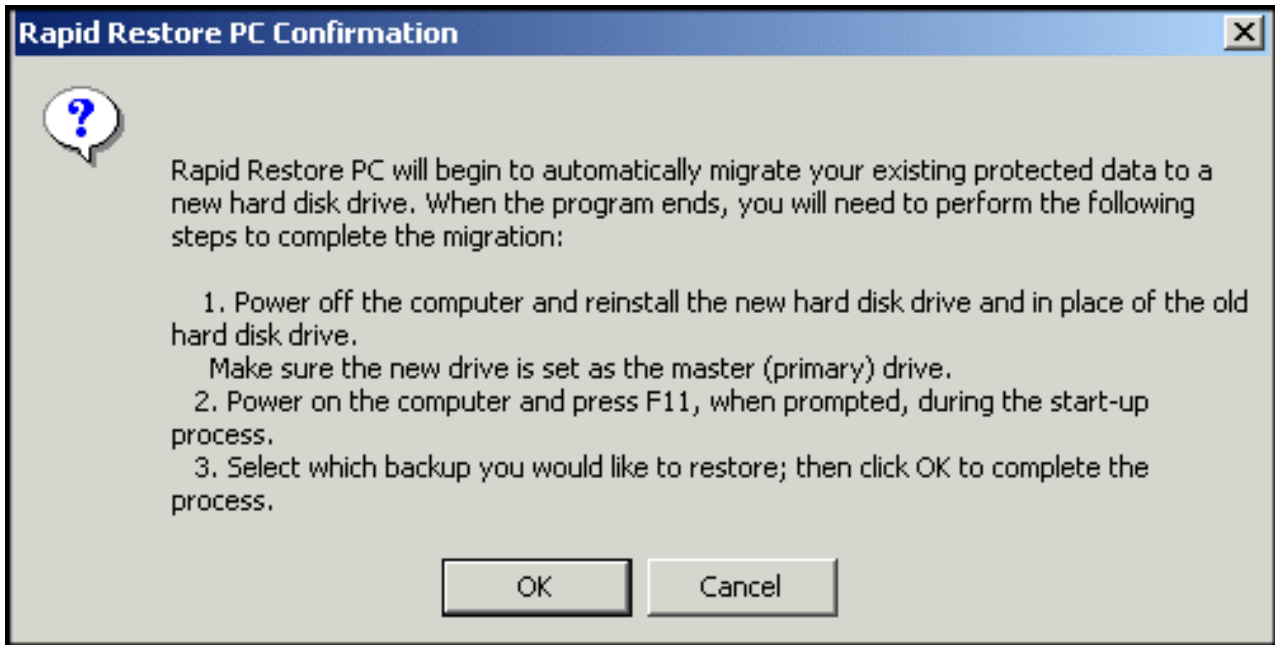 Rapid Restore PC Confirmation
?
Rapid Restore PC will begin to automatically migrate your existing protected data to a
new hard disk drive. When the program ends, you will need to perform the following
steps to complete the migration:
1. Power off the computer and reinstall the new hard disk drive and in place of the old
hard disk drive.
Make sure the new drive is set as the master (primary) drive.
2. Power on the computer and press F11, when prompted, during the start-up
process.
3. Select which backup you would like to restore; then click OK to complete the
process.
OK Cancel